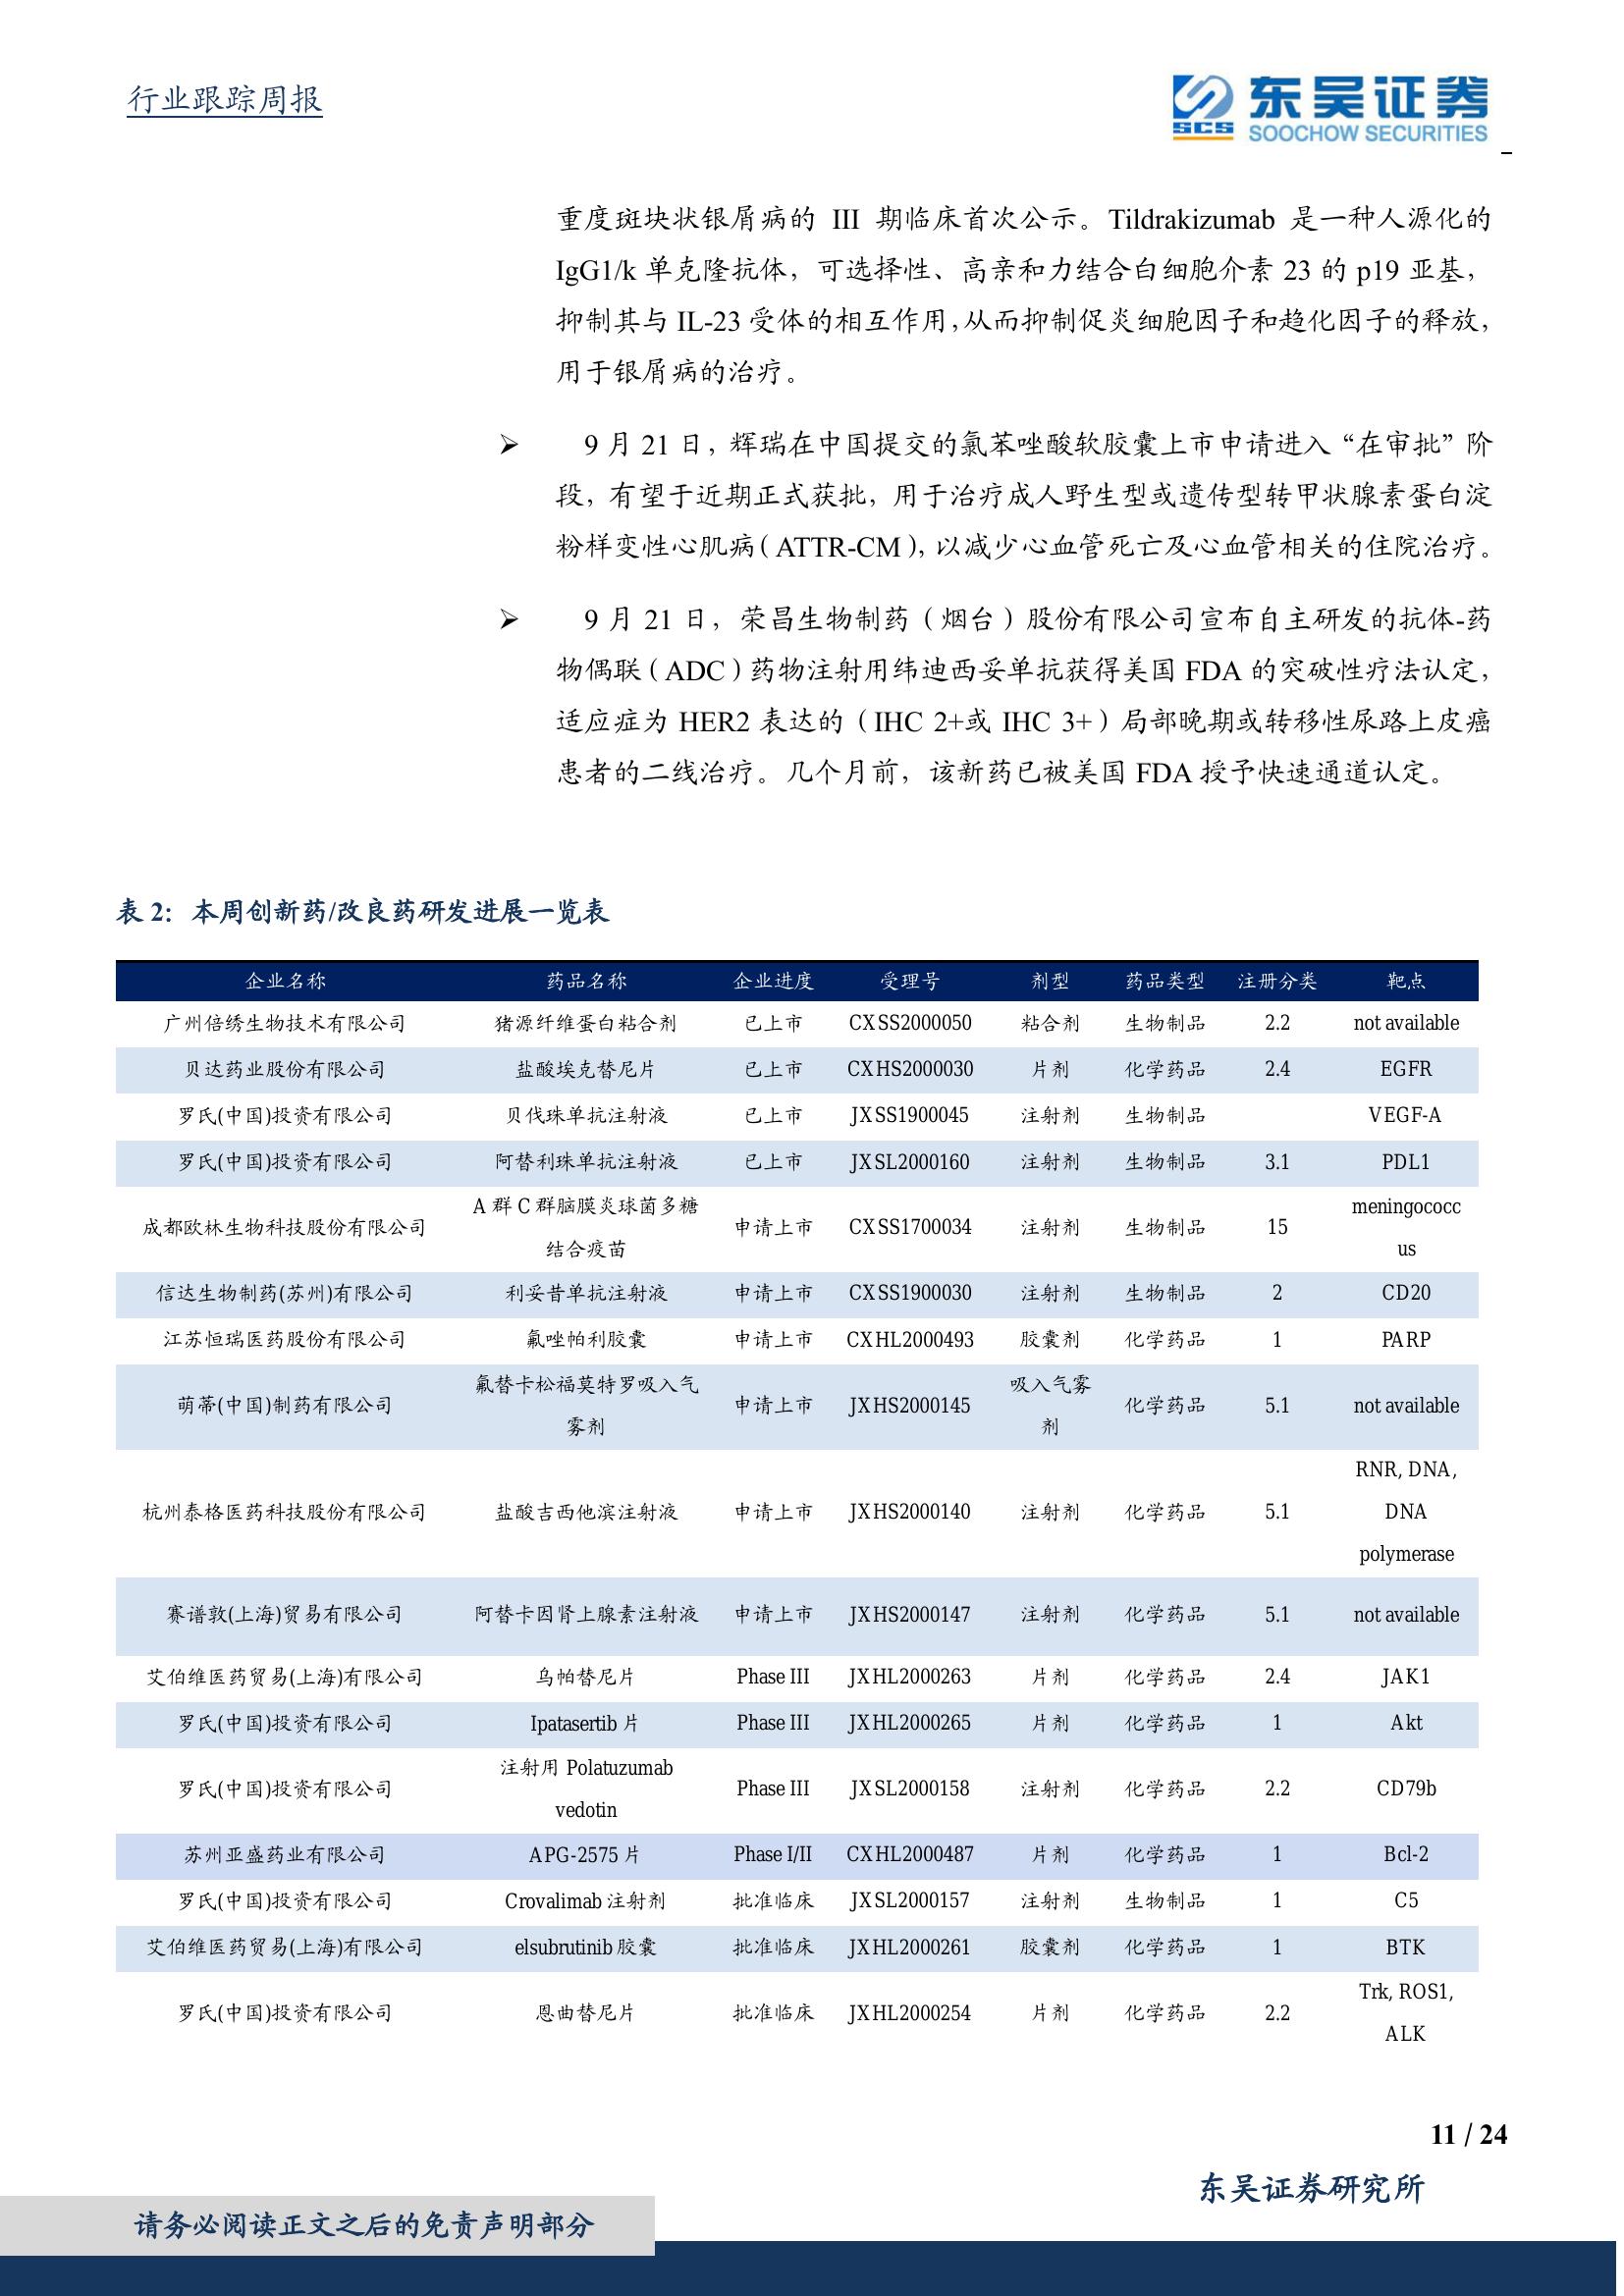 行业跟踪周报
东吴证券
SCS
SOOCHOW SECURITIES
重度斑块状银屑病的 III 期临床首次公示。Tildrakizumab 是一种人源化的
IgG1/k 单克隆抗体，可选择性、高亲和力结合白细胞介素 23 的 p19 亚基，
抑制其与 IL-23 受体的相互作用，从而抑制促炎细胞因子和趋化因子的释放，
用于银屑病的治疗。
➢ 9 月 21 日，辉瑞在中国提交的氯苯唑酸软胶囊上市申请进入“在审批”阶
段，有望于近期正式获批，用于治疗成人野生型或遗传型转甲状腺素蛋白淀
粉样变性心肌病（ATTR-CM），以减少心血管死亡及心血管相关的住院治疗。
➢ 9 月 21 日，荣昌生物制药（烟台）股份有限公司宣布自主研发的抗体-药
物偶联（ADC）药物注射用纬迪西妥单抗获得美国 FDA 的突破性疗法认定，
适应症为 HER2 表达的（IHC 2+或 IHC 3+）局部晚期或转移性尿路上皮癌
患者的二线治疗。几个月前，该新药已被美国 FDA 授予快速通道认定。
表 2：本周创新药/改良药研发进展一览表
企业名称 药品名称 企业进度 受理号 剂型 药品类型 注册分类 靶点
广州倍绣生物技术有限公司 猪源纤维蛋白粘合剂 已上市 CXSS2000050 粘合剂 生物制品 2.2 not available
贝达药业股份有限公司 盐酸埃克替尼片 已上市 CXHS2000030 片剂 化学药品 2.4 EGFR
罗氏(中国)投资有限公司 贝伐珠单抗注射液 已上市 JXSS1900045 注射剂 生物制品 VEGF-A
罗氏(中国)投资有限公司 阿替利珠单抗注射液 已上市 JXSL2000160 注射剂 生物制品 3.1 PDL1
A 群 C 群脑膜炎球菌多糖 meningococc
成都欧林生物科技股份有限公司 申请上市 CXSS1700034 注射剂 生物制品 15
结合疫苗 us
信达生物制药(苏州)有限公司 利妥昔单抗注射液 申请上市 CXSS1900030 注射剂 生物制品 2 CD20
江苏恒瑞医药股份有限公司 氟唑帕利胶囊 申请上市 CXHL2000493 胶囊剂 化学药品 1 PARP
氟替卡松福莫特罗吸入气 吸入气雾
萌蒂(中国)制药有限公司 申请上市 JXHS2000145 化学药品 5.1 not available
雾剂 剂
RNR, DNA,
杭州泰格医药科技股份有限公司 盐酸吉西他滨注射液 申请上市 JXHS2000140 注射剂 化学药品 5.1 DNA
polymerase
赛谱敦(上海)贸易有限公司 阿替卡因肾上腺素注射液 申请上市 JXHS2000147 注射剂 化学药品 5.1 not available
艾伯维医药贸易(上海)有限公司 乌帕替尼片 Phase III JXHL2000263 片剂 化学药品 2.4 JAK1
罗氏(中国)投资有限公司 Ipatasertib 片 Phase III JXHL2000265 片剂 化学药品 1 Akt
注射用 Polatuzumab
罗氏(中国)投资有限公司 Phase III JXSL2000158 注射剂 化学药品 2.2 CD79b
vedotin
苏州亚盛药业有限公司 APG-2575 片 Phase I/II CXHL2000487 片剂 化学药品 1 Bcl-2
罗氏(中国)投资有限公司 Crovalimab 注射剂 批准临床 JXSL2000157 注射剂 生物制品 1 C5
艾伯维医药贸易(上海)有限公司 elsubrutinib 胶囊 批准临床 JXHL2000261 胶囊剂 化学药品 1 BTK
Trk, ROS1,
罗氏(中国)投资有限公司 恩曲替尼片 批准临床 JXHL2000254 片剂 化学药品 2.2
ALK
11 / 24
东吴证券研究所
请务必阅读正文之后的免责声明部分